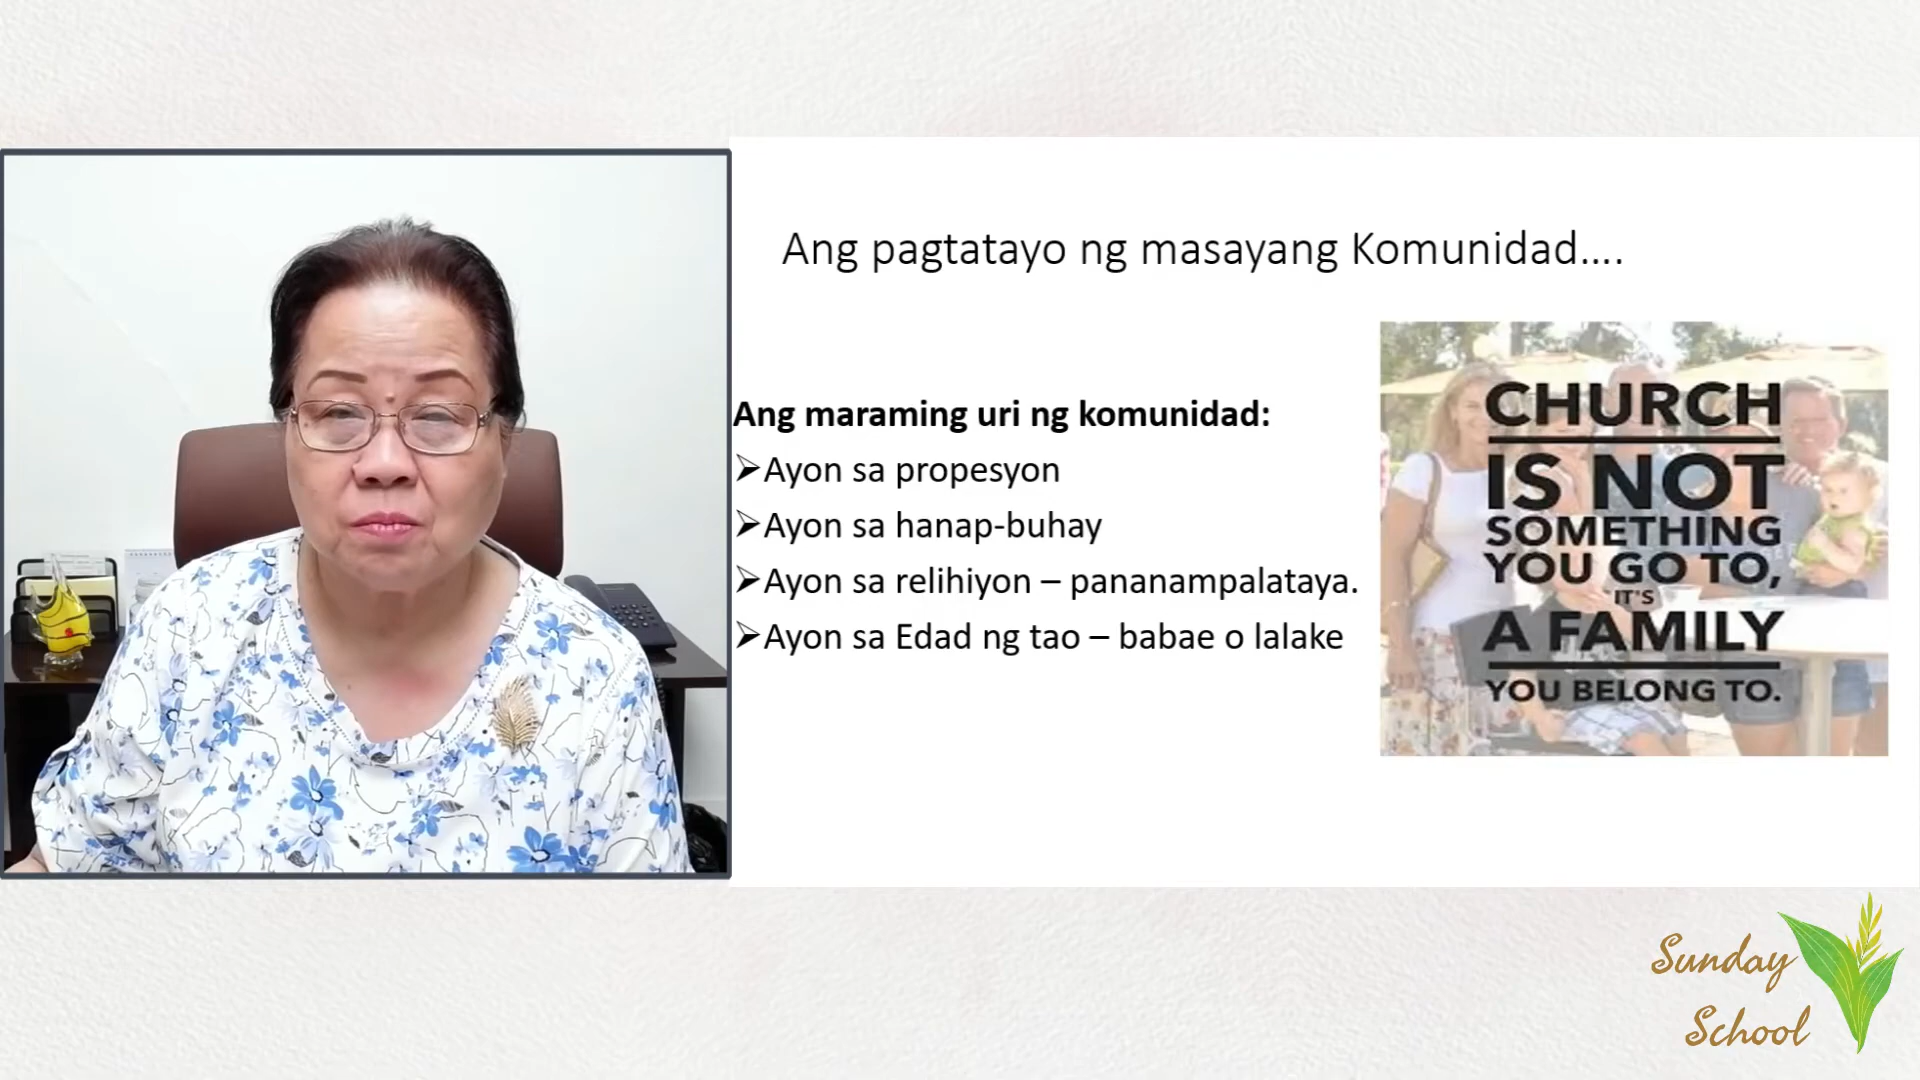 Ang pagtatayo ng masayang Komunidad....
Ang maraming uri ng komunidad:
➢Ayon sa propesyon
➢Ayon sa hanap-buhay
➢Ayon sa relihiyon – pananampalataya.
➢Ayon sa Edad ng tao – babae o lalake
CHURCH
IS NOT
SOMETHING
YOU GO TO,
IT'S
A FAMILY
YOU BELONG TO.
Sunday
School